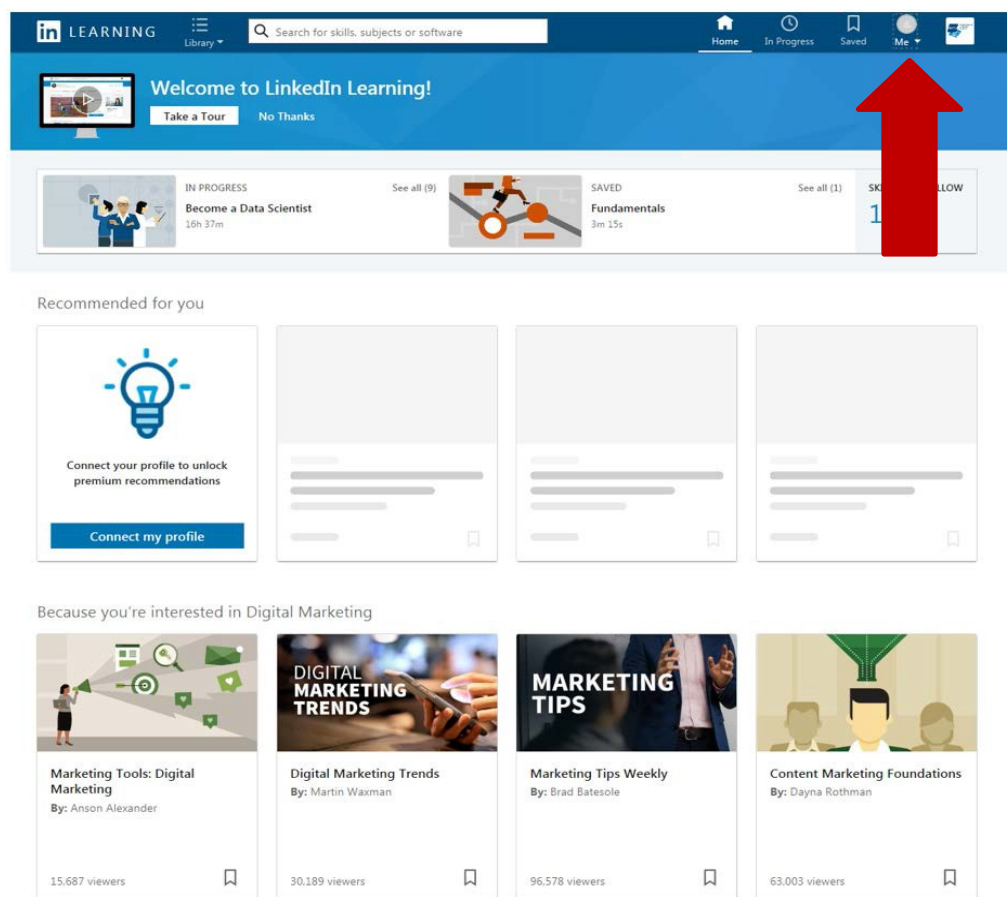 in LEARNING
Library
Search for skills, subjects or software
Home
In Progress
Saved
Me
Welcome to LinkedIn Learning!
Take a Tour
No Thanks
IN PROGRESS
See all (9)
Become a Data Scientist
16h 37m
SAVED
See all (1)
Fundamentals
3m 15s
Recommended for you
Connect your profile to unlock
premium recommendations
Connect my profile
Because you're interested in Digital Marketing
DIGITAL
MARKETING
TRENDS
MARKETING
TIPS
Marketing Tools: Digital
Marketing
By: Anson Alexander
15,687 viewers
Digital Marketing Trends
By: Martin Waxman
30,189 viewers
Marketing Tips Weekly
By: Brad Batesole
96,578 viewers
Content Marketing Foundations
By: Dayna Rothman
63,003 viewers